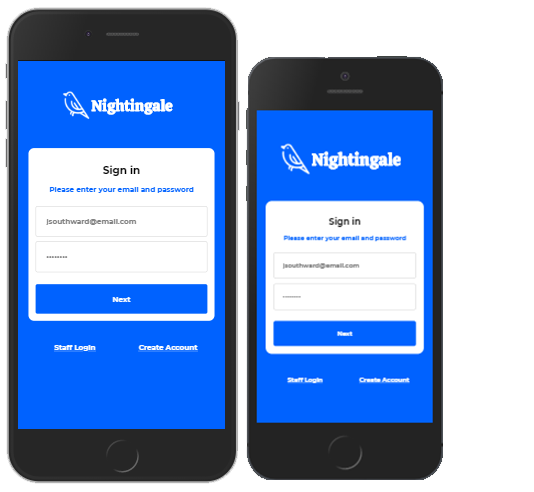 Nightingale
Sign in
Please enter your email and password
jsouthward@email.com
Next
Staff Login
Create Account
Nightingale
Sign in
Please enter your email and password
jsouthward@email.com
Next
Staff Login
Create Account